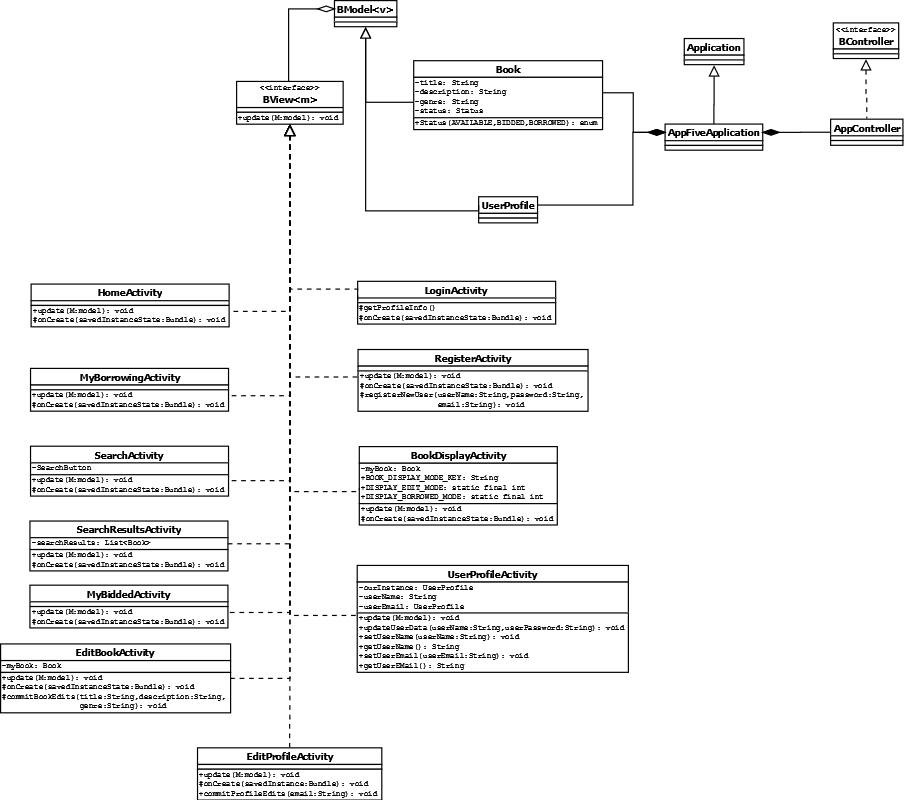 BModel<v>
<<interface>>
BController
Application
Book
-title: String
-description: String
-genre: String
-status: Status
+Status(AVAILABLE,BIDDED,BORROWED): enum
<<interface>>
BView<m>
+update(M:model): void
AppFiveApplication
AppController
UserProfile
HomeActivity
+update(M:model): void
#onCreate(savedInstanceState:Bundle): void
LoginActivity
#getProfileInfo()
#onCreate(savedInstanceState:Bundle): void
MyBorrowingActivity
+update(M:model): void
#onCreate(savedInstanceState:Bundle): void
RegisterActivity
+update(M:model): void
#onCreate(savedInstanceState:Bundle): void
#registerNewUser(userName:String,password:String,
email:String): void
SearchActivity
-SearchButton
+update(M:model): void
#onCreate(savedInstanceState:Bundle): void
BookDisplayActivity
-myBook: Book
+BOOK_DISPLAY_MODE_KEY: String
+DISPLAY_EDIT_MODE: static final int
+DISPLAY_BORROWED_MODE: static final int
+update(M:model): void
#onCreate(savedInstanceState:Bundle): void
SearchResultsActivity
-searchResults: List<Book>
+update(M:model): void
#onCreate(savedInstanceState:Bundle): void
MyBiddedActivity
+update(M:model): void
#onCreate(savedInstanceState:Bundle): void
UserProfileActivity
-ourInstance: UserProfile
-userName: String
-userEmail: UserProfile
+update(M:model): void
+updateUserData(userName:String,userPassword:String): void
+setUserName(userName:String): void
+getUserName(): String
+setUserEmail(userEmail:String): void
+getUserEMail(): String
EditBookActivity
-myBook: Book
+update(M:model): void
#onCreate(savedInstanceState:Bundle): void
#commitBookEdits(title:String,description:String,
genre:String): void
EditProfileActivity
+update(M:model): void
#onCreate(savedInstance:Bundle): void
+commitProfileEdits(email:String): void